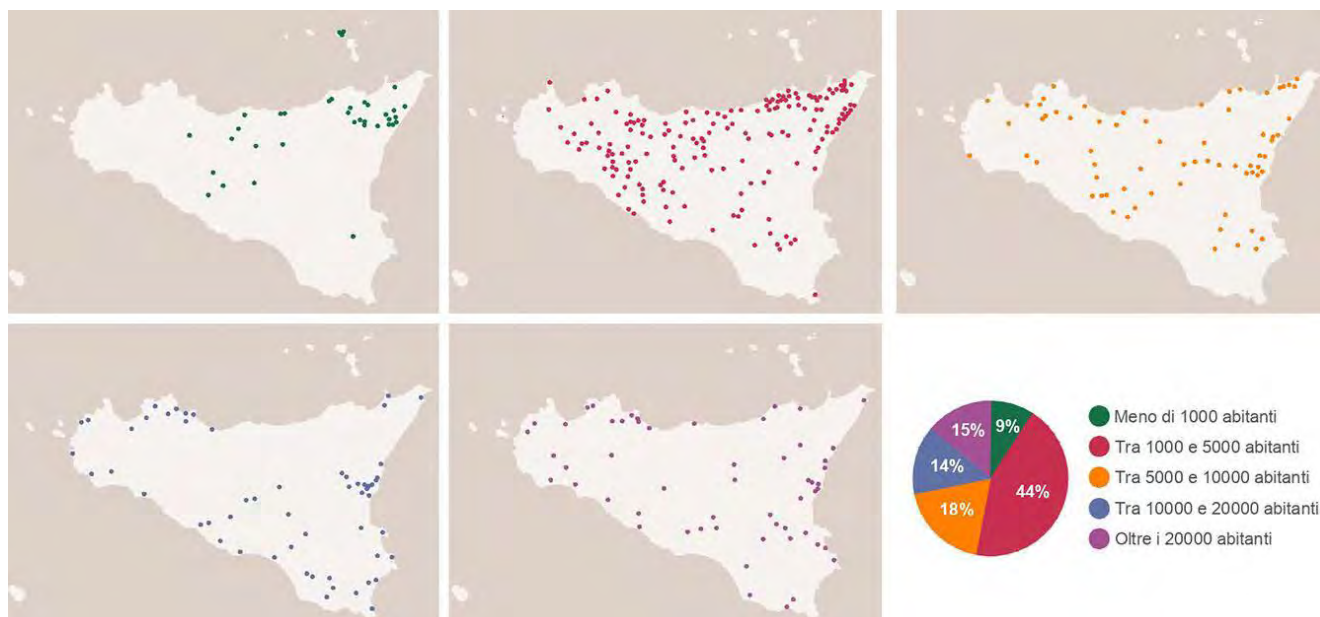 9%
15%
14%
18%
44%
Meno di 1000 abitanti
Tra 1000 e 5000 abitanti
Tra 5000 e 10000 abitanti
Tra 10000 e 20000 abitanti
Oltre i 20000 abitanti